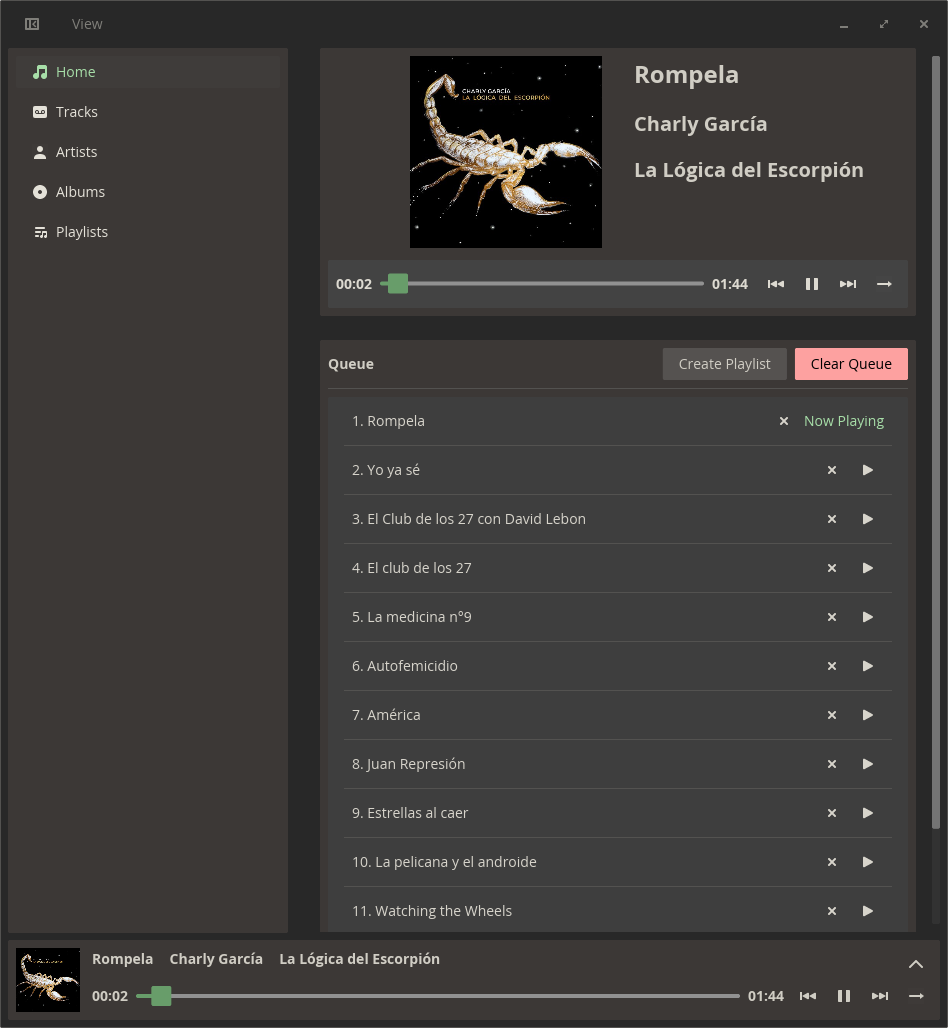 View
Home
Tracks
Artists
Albums
Playlists
CHARLY GARCÍA
LA LÓGICA DEL ESCORPIÓN
Rompela
Charly García
La Lógica del Escorpión
00:02 01:44
Queue Create Playlist Clear Queue
1. Rompela Now Playing
2. Yo ya sé
3. El Club de los 27 con David Lebon
4. El club de los 27
5. La medicina n°9
6. Autofemicidio
7. América
8. Juan Represión
9. Estrellas al caer
10. La pelicana y el androide
11. Watching the Wheels
Rompela Charly García La Lógica del Escorpión
00:02 01:44